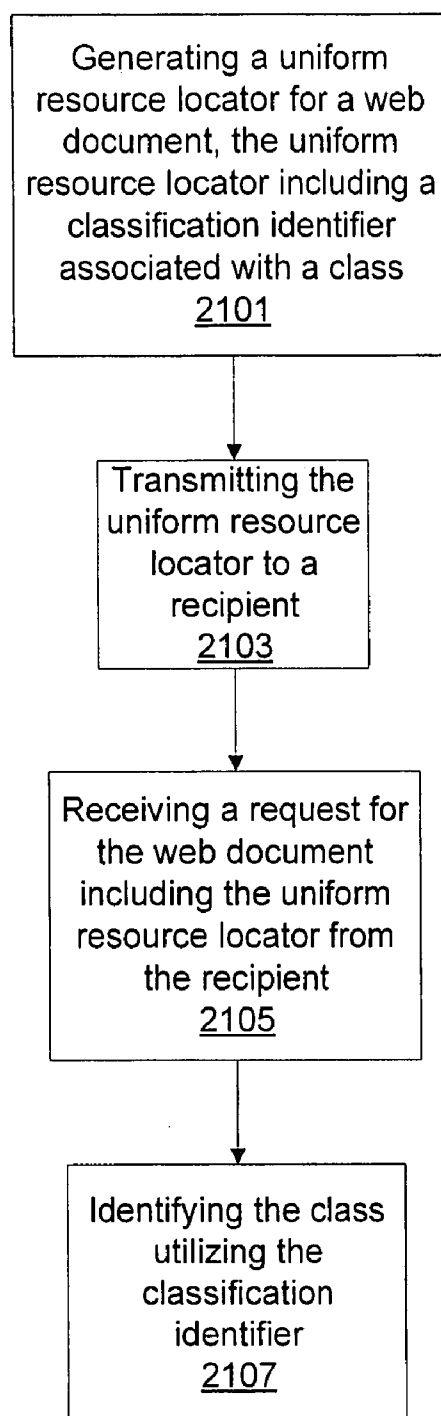 Generating a uniform
resource locator for a web
document, the uniform
resource locator including a
classification identifier
associated with a class
2101
Transmitting the
uniform resource
locator to a
recipient
2103
Receiving a request for
the web document
including the uniform
resource locator from
the recipient
2105
Identifying the class
utilizing the
classification
identifier
2107